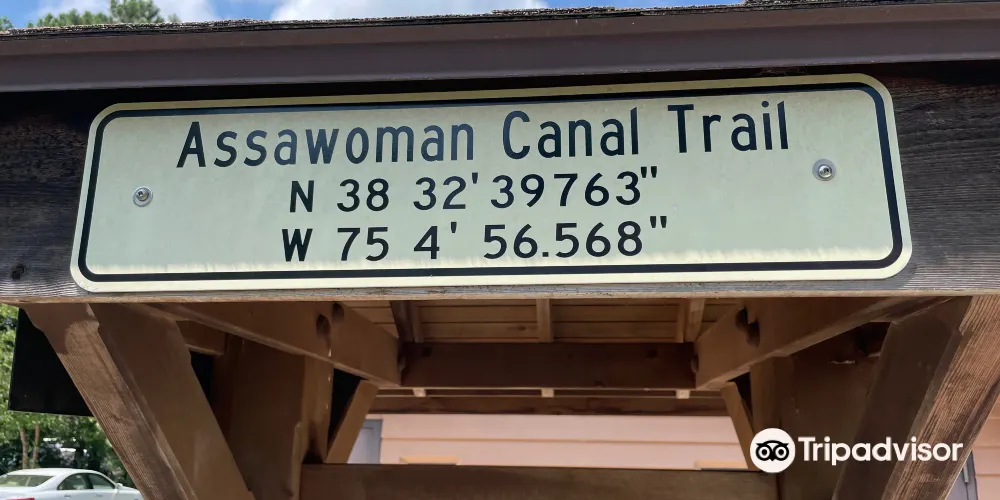 Assawoman Canal Trail
N 38 32' 39763"
W 75 4' 56.568"
Tripadvisor